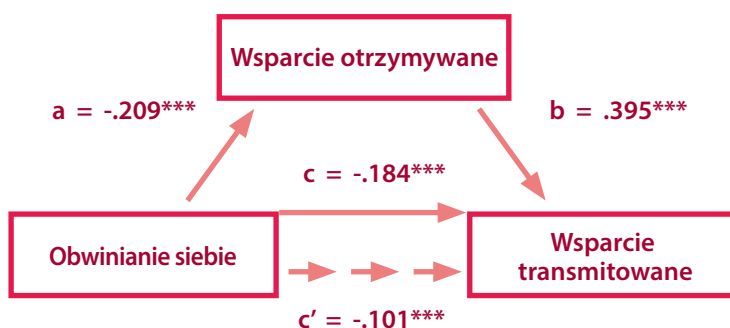 Wsparcie otrzymywane
a = -.209***
b = .395***
c = -.184***
Obwinianie siebie
Wsparcie
transmitowane
c' = -.101***